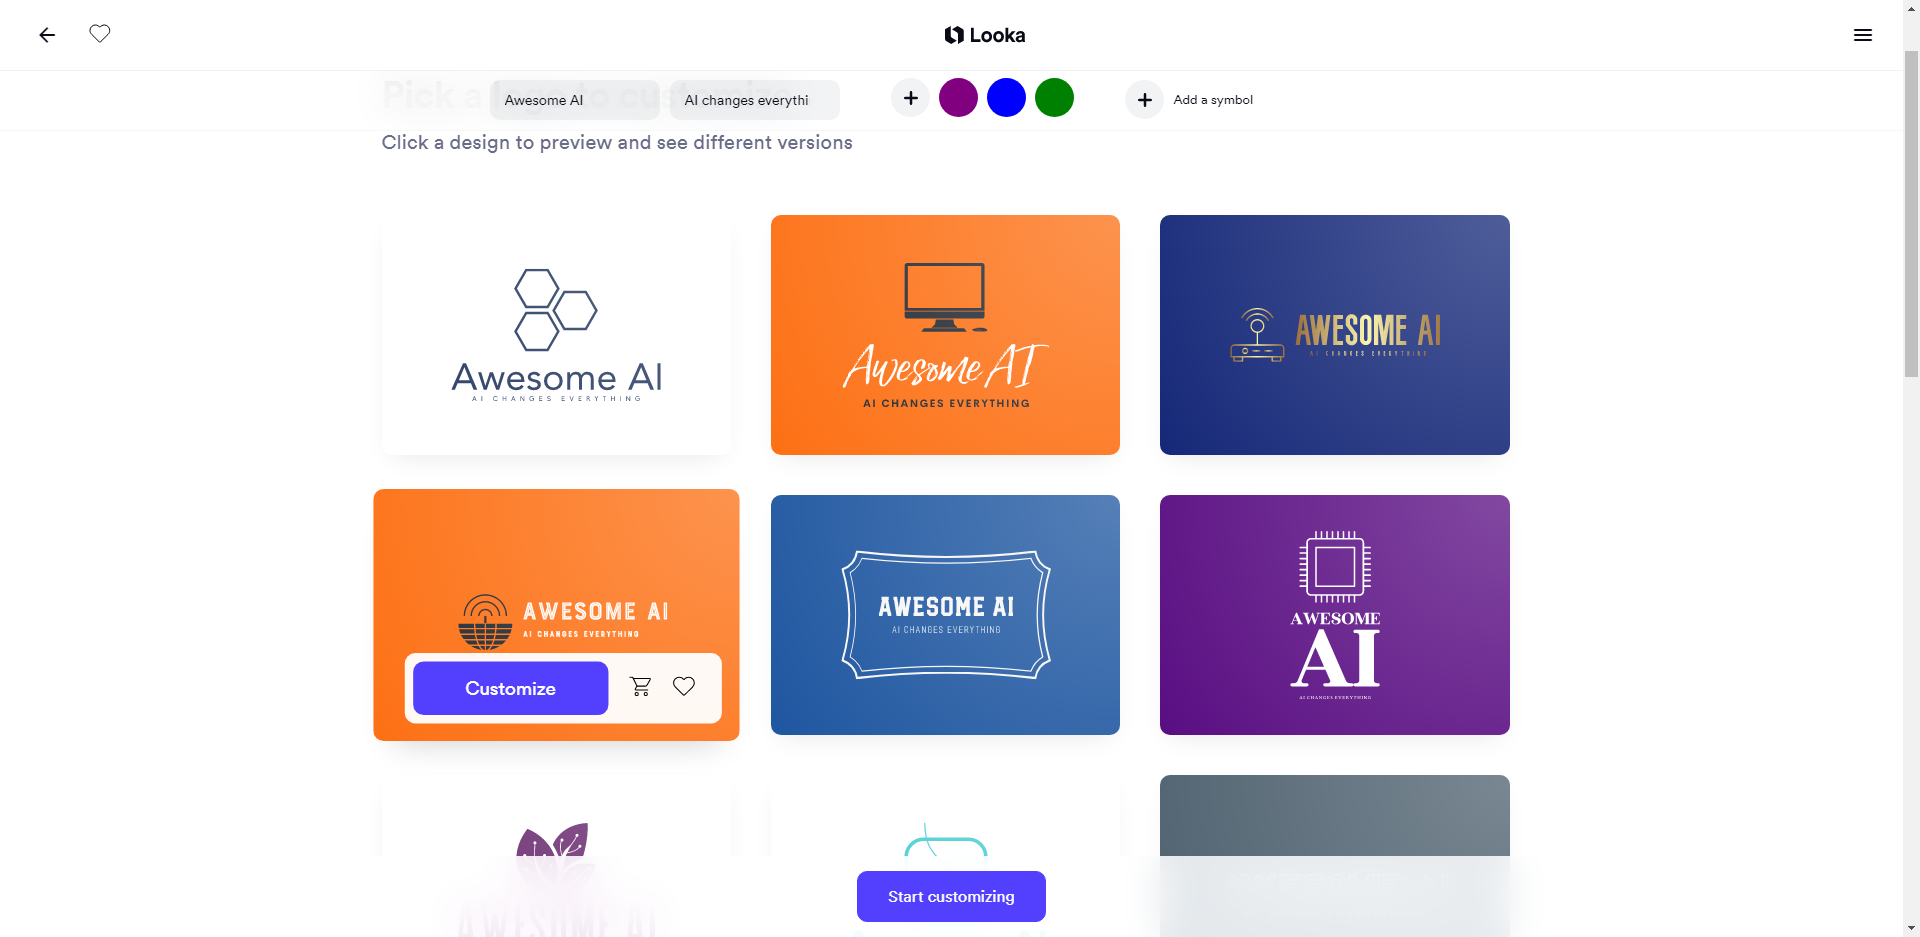 Looka
Pick a logo to customize
Awesome AI
AI changes everythi
Add a symbol
Click a design to preview and see different versions
Awesome AI
AI CHANGES EVERYTHING
Awesome AI
AI CHANGES EVERYTHING
AWESOME AI
AI CHANGES EVERYTHING
AWESOME AI
AI CHANGES EVERYTHING
Customize
AWESOME AI
AI CHANGES EVERYTHING
AWESOME
AI
AI CHANGES EVERYTHING
Start customizing
AWESOME AI